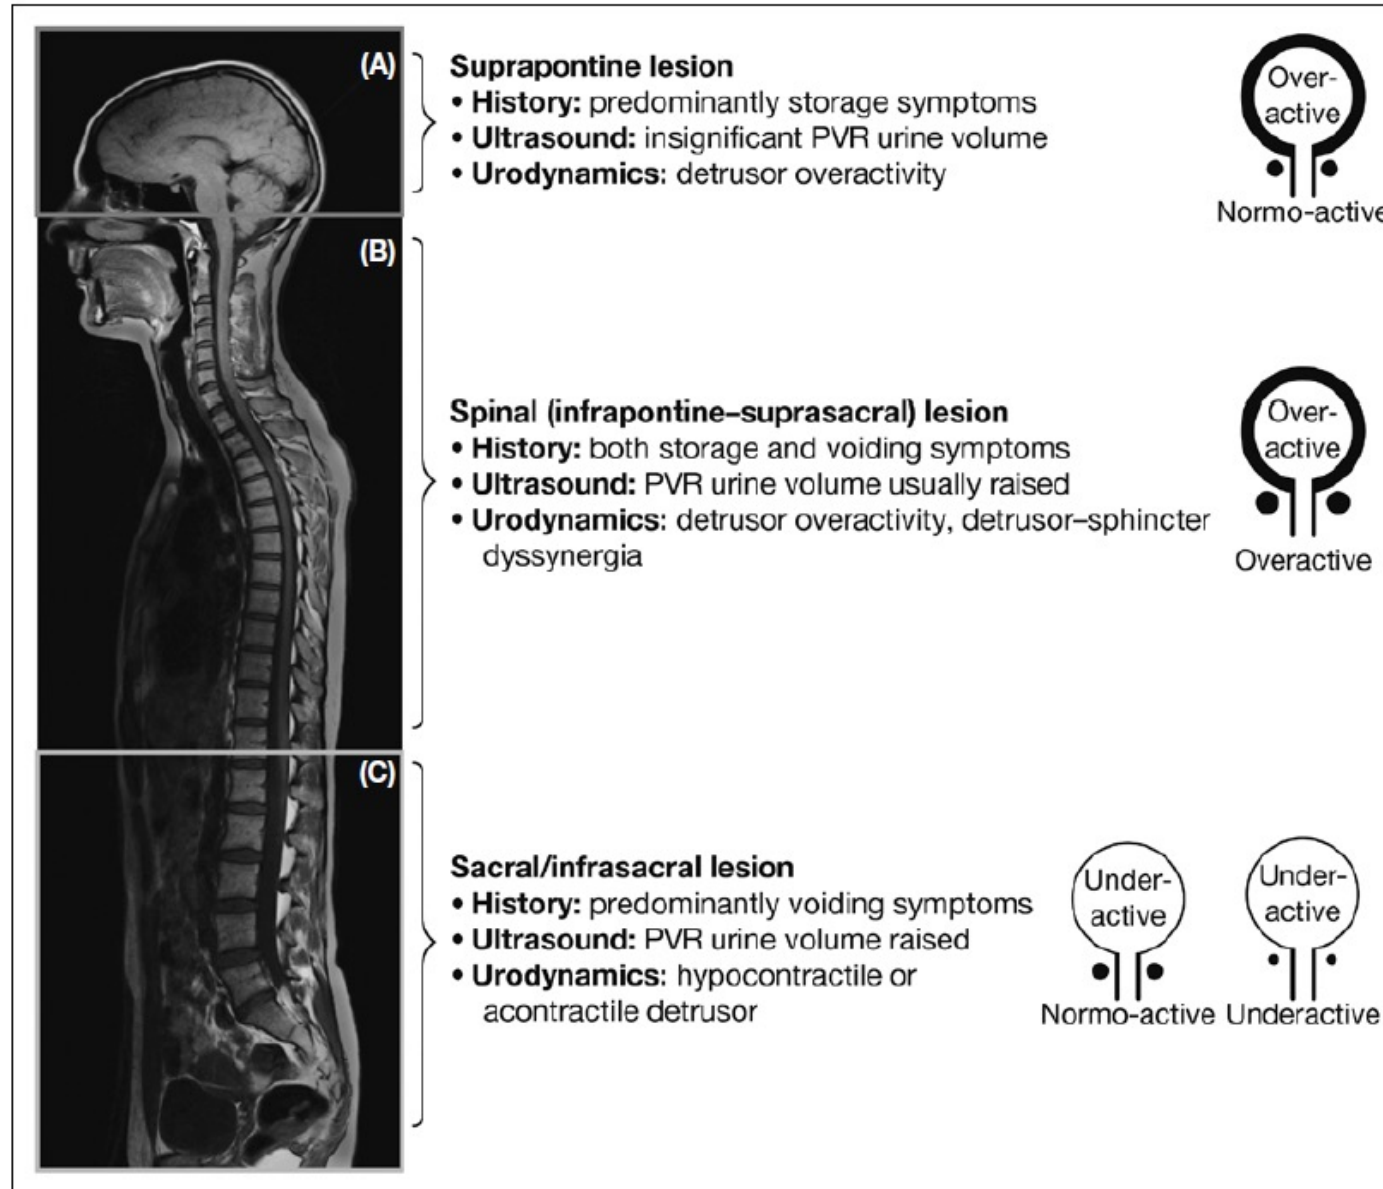 (A)
Suprapontine lesion
• History: predominantly storage symptoms
• Ultrasound: insignificant PVR urine volume
• Urodynamics: detrusor overactivity
Over-
active
Normo-active
(B)
Spinal (infrapontine–suprasacral) lesion
• History: both storage and voiding symptoms
• Ultrasound: PVR urine volume usually raised
• Urodynamics: detrusor overactivity, detrusor–sphincter
dyssynergia
Over-
active
Overactive
(C)
Sacral/infrasacral lesion
• History: predominantly voiding symptoms
• Ultrasound: PVR urine volume raised
• Urodynamics: hypocontractile or
acontractile detrusor
Under-
active
Normo-active
Under-
active
Underactive